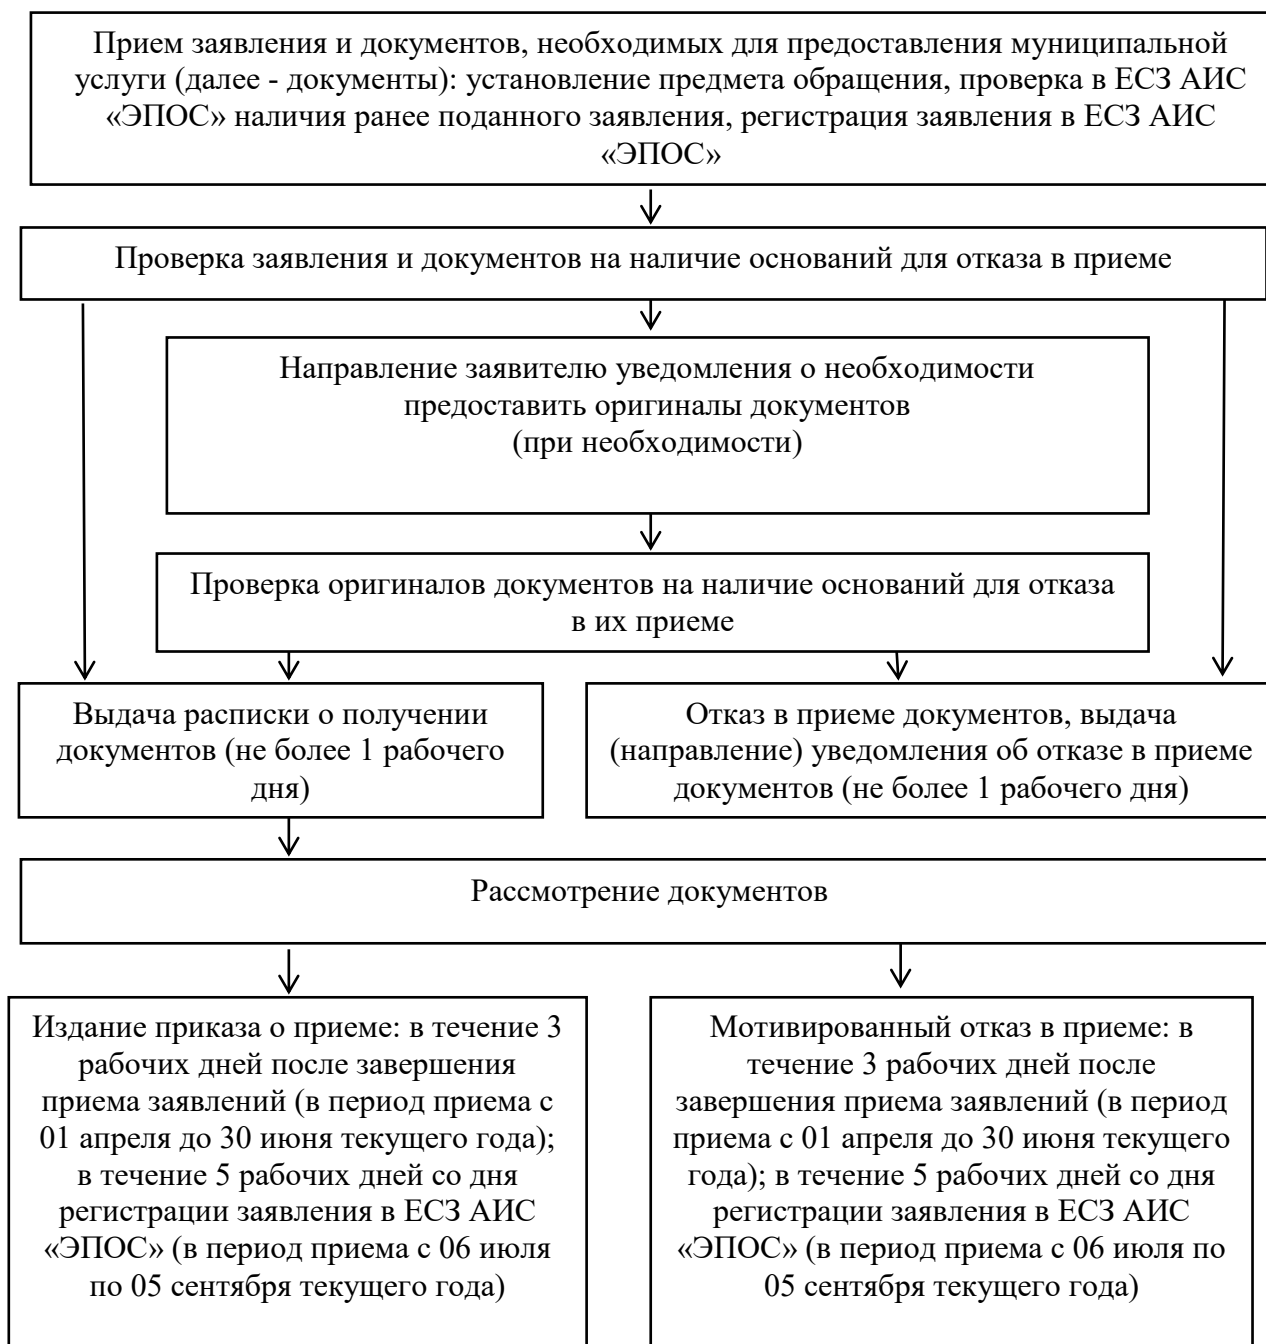 Прием заявления и документов, необходимых для предоставления муниципальной
услуги (далее - документы): установление предмета обращения, проверка в ЕСЗ АИС
«ЭПОС» наличия ранее поданного заявления, регистрация заявления в ЕСЗ АИС
«ЭПОС»
Проверка заявления и документов на наличие оснований для отказа в приеме
Направление заявителю уведомления о необходимости
предоставить оригиналы документов
(при необходимости)
Проверка оригиналов документов на наличие оснований для отказа
в их приеме
Выдача расписки о получении
документов (не более 1 рабочего
дня)
Отказ в приеме документов, выдача
(направление) уведомления об отказе в приеме
документов (не более 1 рабочего дня)
Рассмотрение документов
Издание приказа о приеме: в течение 3
рабочих дней после завершения
приема заявлений (в период приема с
01 апреля до 30 июня текущего года);
в течение 5 рабочих дней со дня
регистрации заявления в ЕСЗ АИС
«ЭПОС» (в период приема с 06 июля
по 05 сентября текущего года)
Мотивированный отказ в приеме: в
течение 3 рабочих дней после
завершения приема заявлений (в период
приема с 01 апреля до 30 июня текущего
года); в течение 5 рабочих дней со дня
регистрации заявления в ЕСЗ АИС
«ЭПОС» (в период приема с 06 июля по
05 сентября текущего года)